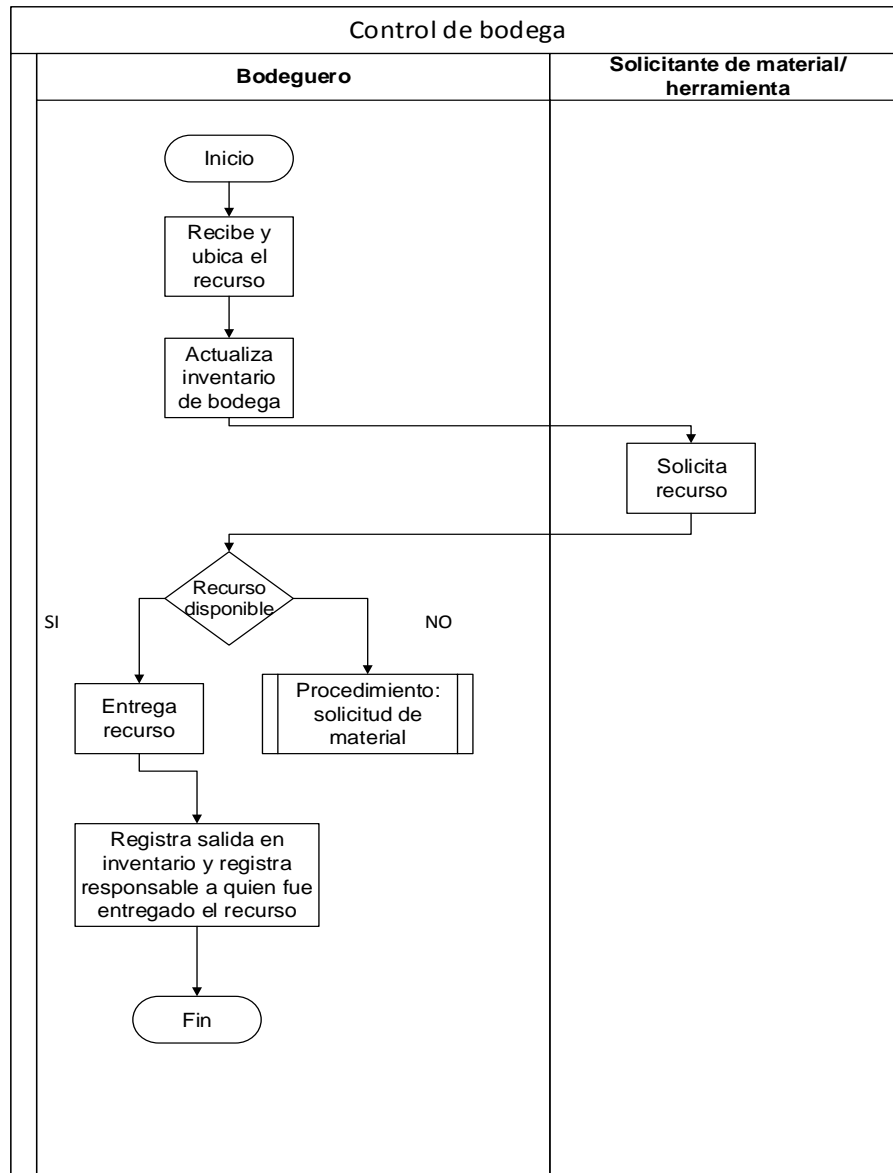 Control de bodega
Bodeguero
Solicitante de material/
herramienta
Inicio
Recibe y
ubica el
recurso
Actualiza
inventario
de bodega
Solicita
recurso
Recurso
disponible
SI
NO
Entrega
recurso
Procedimiento:
solicitud de
material
Registra salida en
inventario y registra
responsable a quien fue
entregado el recurso
Fin